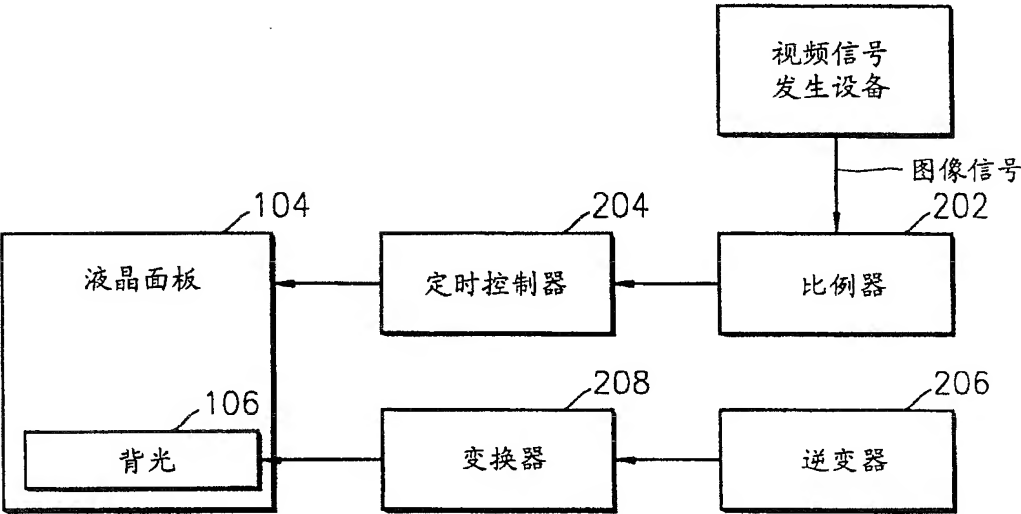 视频信号
发生设备
图像信号
104
204
202
液晶面板
定时控制器
比例器
106
208
206
背光
变换器
逆变器